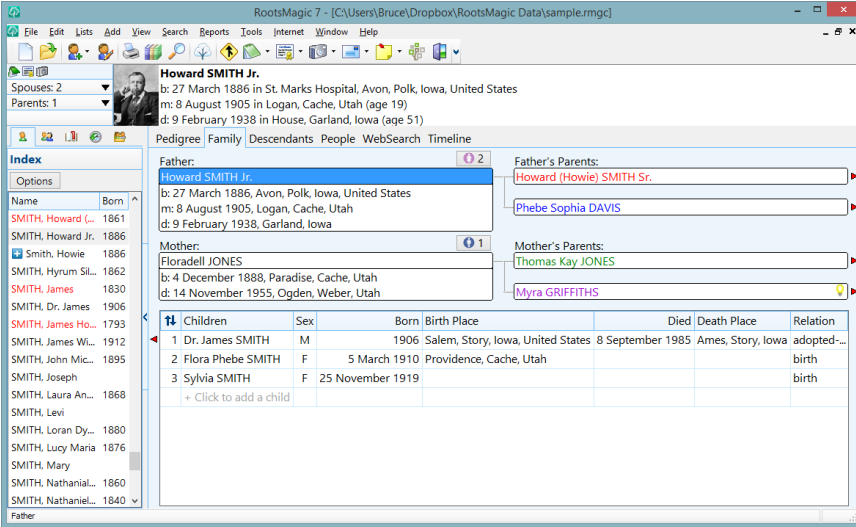 RootsMagic 7 - [C:\Users\Bruce\Dropbox\RootsMagic Data\sample.rmgc]
File Edit Lists Add View Search Reports Tools Internet Window Help
Spouses: 2
Parents: 1
Howard SMITH Jr.
b: 27 March 1886 in St. Marks Hospital, Avon, Polk, Iowa, United States
m: 8 August 1905 in Logan, Cache, Utah (age 19)
d: 9 February 1938 in House, Garland, Iowa (age 51)
Index
Options
Name Born
SMITH, Howard (... 1861
SMITH, Howard Jr. 1886
Smith, Howie 1886
SMITH, Hyrum Sil... 1862
SMITH, James 1830
SMITH, Dr. James 1906
SMITH, James Ho... 1793
SMITH, James Wi... 1912
SMITH, John Mic... 1895
SMITH, Joseph
SMITH, Laura An... 1868
SMITH, Levi
SMITH, Loran Dy... 1880
SMITH, Lucy Maria 1876
SMITH, Mary
SMITH, Nathanial... 1860
SMITH, Nathaniel... 1840
Pedigree Family Descendants People WebSearch Timeline
Father: 2
Howard SMITH Jr.
b: 27 March 1886, Avon, Polk, Iowa, United States
m: 8 August 1905, Logan, Cache, Utah
d: 9 February 1938, Garland, Iowa
Father's Parents:
Howard (Howie) SMITH Sr.
Phebe Sophia DAVIS
Mother: 1
Floradell JONES
b: 4 December 1888, Paradise, Cache, Utah
d: 14 November 1955, Ogden, Weber, Utah
Mother's Parents:
Thomas Kay JONES
Myra GRIFFITHS
Children Sex Born Birth Place Died Death Place Relation
1 Dr. James SMITH M 1906 Salem, Story, Iowa, United States 8 September 1985 Ames, Story, Iowa adopted-...
2 Flora Phebe SMITH F 5 March 1910 Providence, Cache, Utah birth
3 Sylvia SMITH F 25 November 1919 birth
+ Click to add a child
Father